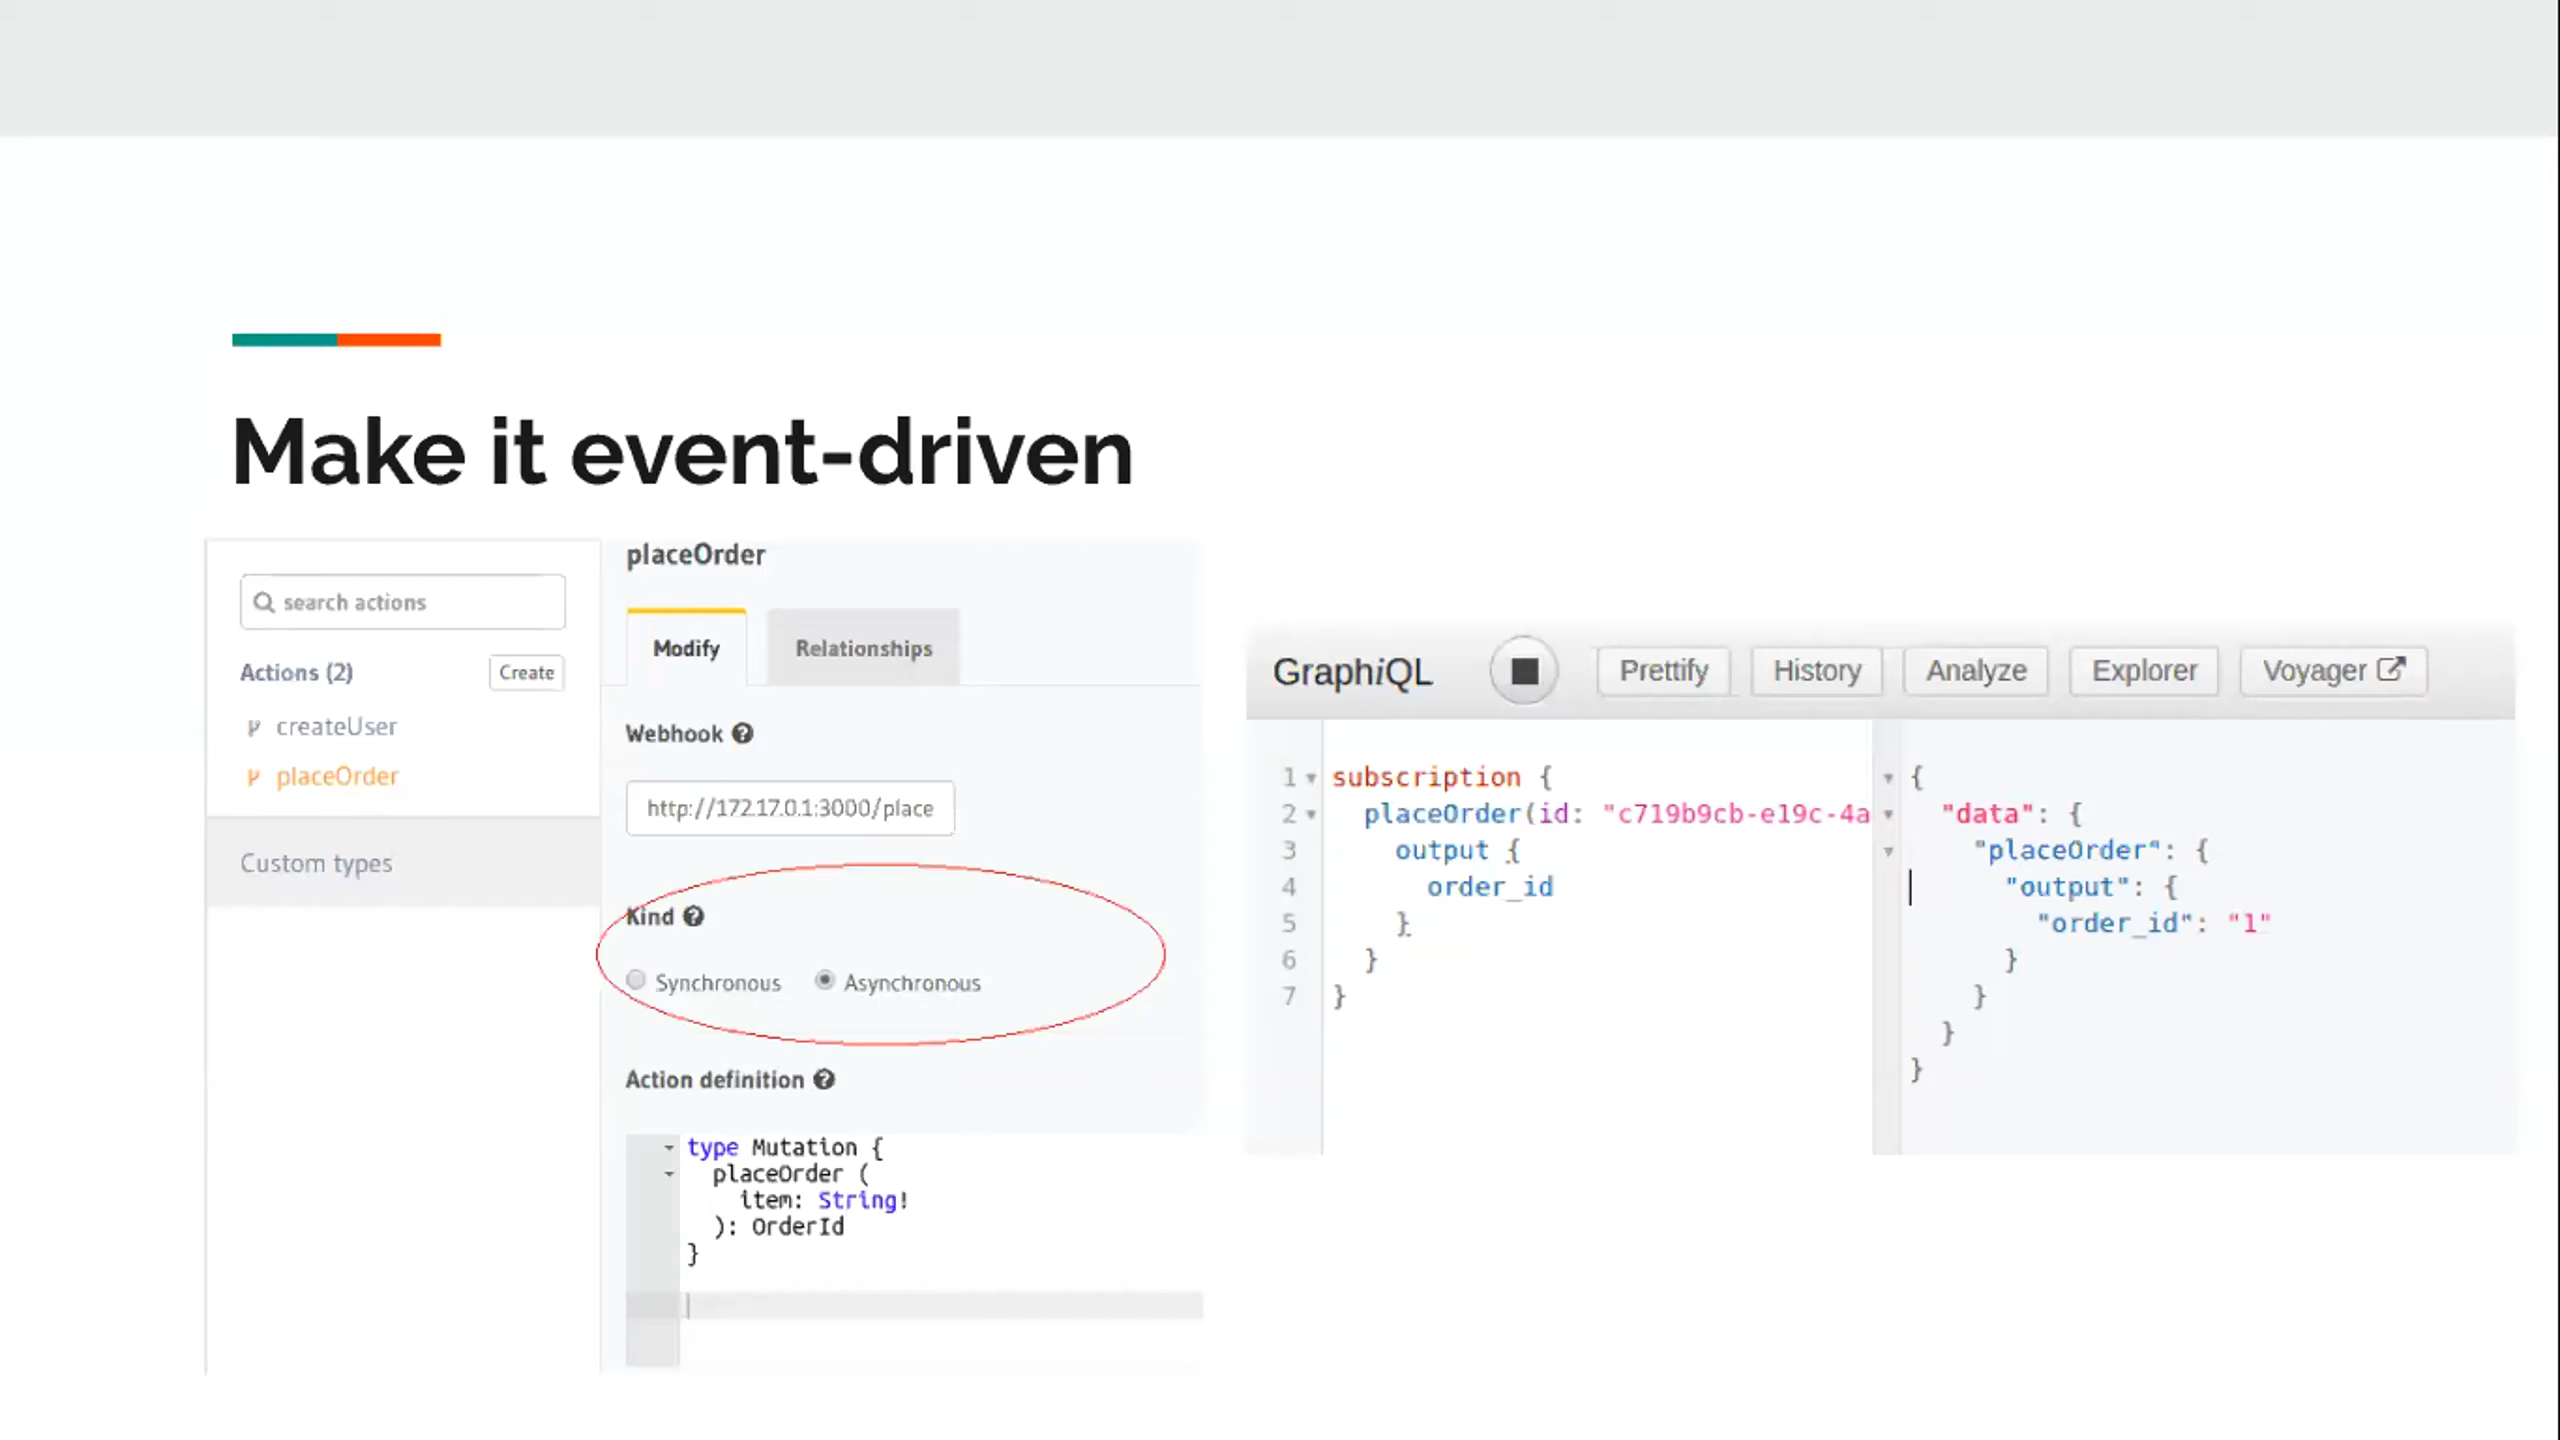 Make it event-driven
search actions
Actions (2)
Create
createUser
placeOrder
Custom types
placeOrder
Modify
Relationships
Webhook
http://172.17.0.1:3000/place
Kind
Synchronous
Asynchronous
Action definition
type Mutation {
placeOrder (
item: String!
): OrderId
}
GraphiQL
Prettify
History
Analyze
Explorer
Voyager
1 subscription {
2 placeOrder(id: "c719b9cb-e19c-4a
3 output {
4 order_id
5 }
6 }
7 }
{
"data": {
"placeOrder": {
"output": {
"order_id": "1"
}
}
}
}